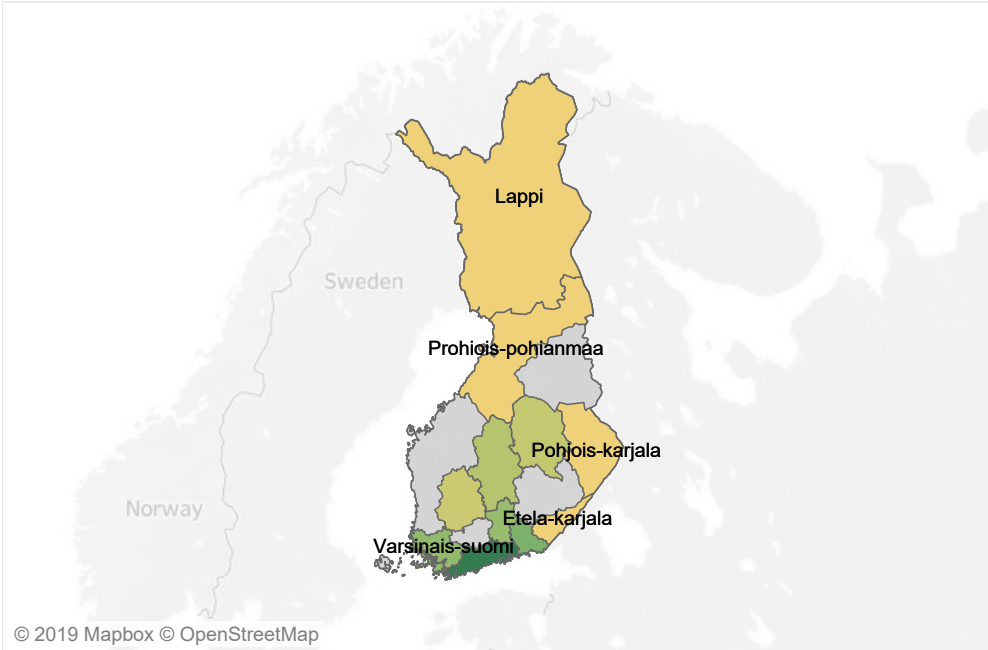 Lappi
Sweden
Prohiois-pohianmaa
Pohjois-karjala
Norway
Etela-karjala
Varsinais-suomi
© 2019 Mapbox © OpenStreetMap